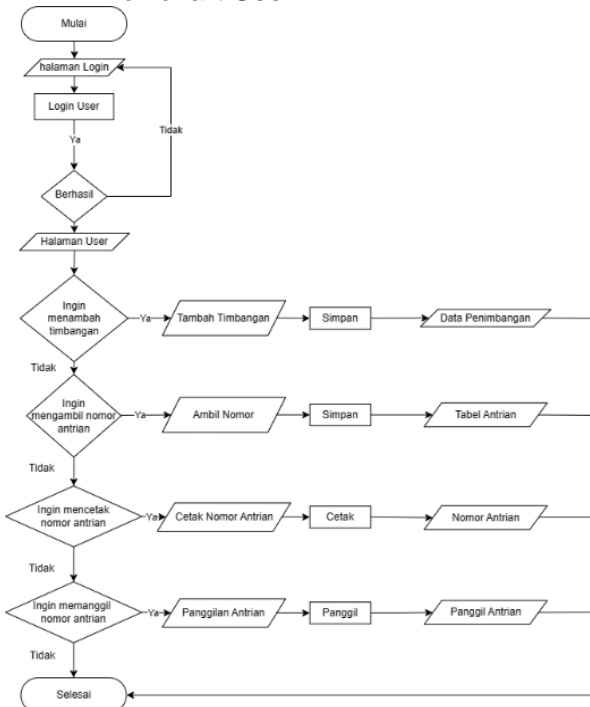 Mulai
halaman Login
Login User
Tidak
Ya
Berhasil
Halaman User
Ingin
menambah
timbangan
Ya
Tambah Timbangan
Simpan
Data Penimbangan
Tidak
Ingin
mengambil nomor
antrian
Ya
Ambil Nomor
Simpan
Tabel Antrian
Tidak
Ingin mencetak
nomor antrian
Ya
Cetak Nomor Antrian
Cetak
Nomor Antrian
Tidak
Ingin memanggil
nomor antrian
Ya
Panggilan Antrian
Panggil
Panggil Antrian
Tidak
Selesai